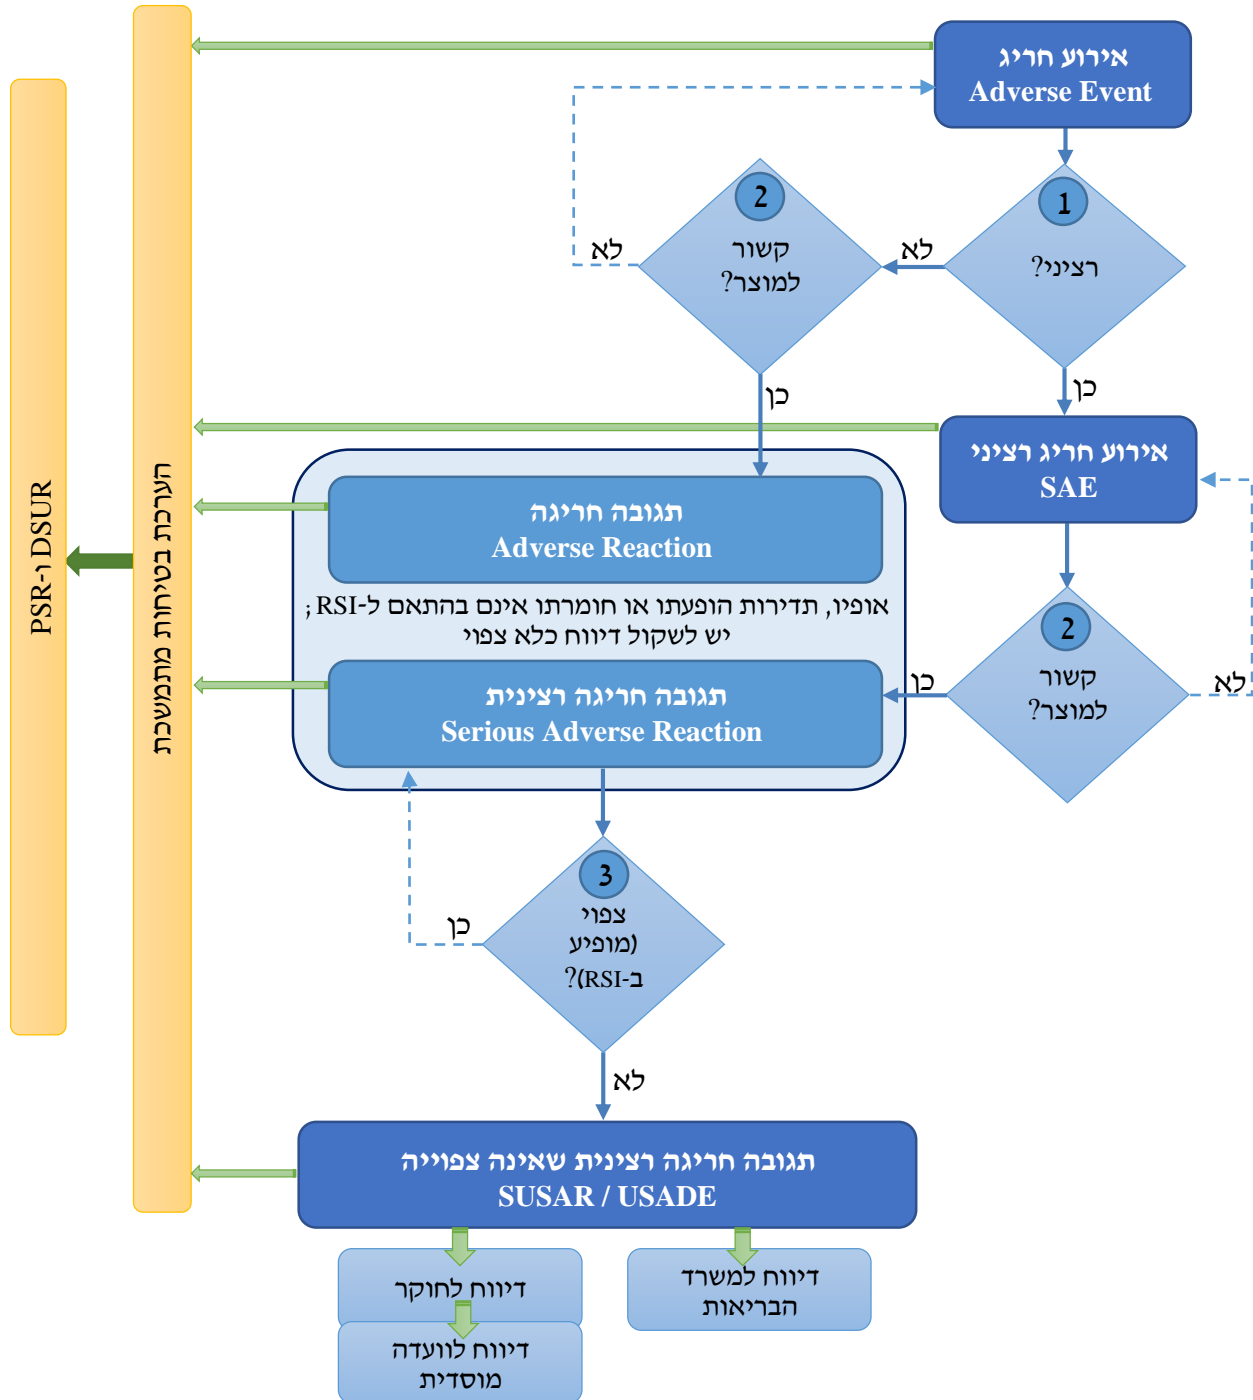 אירוע חריג
Adverse Event
1
רציני?
לא
2
קשור
למוצר?
לא
כן
כן
אירוע חריג רציני
SAE
תגובה חריגה
Adverse Reaction
אופיו, תדירות הופעתו או חומרתו אינם בהתאם ל-RSI;
יש לשקול דיווח כלא צפוי
2
קשור
למוצר?
לא
כן
תגובה חריגה רצינית
Serious Adverse Reaction
3
צפוי
(מופיע
ב-RSI)?
כן
לא
תגובה חריגה רצינית שאינה צפוייה
SUSAR / USADE
דיווח למשרד
הבריאות
דיווח לחוקר
דיווח לוועדה
מוסדית
הערכת בטיחות מתמשכת
DSUR ו-PSR